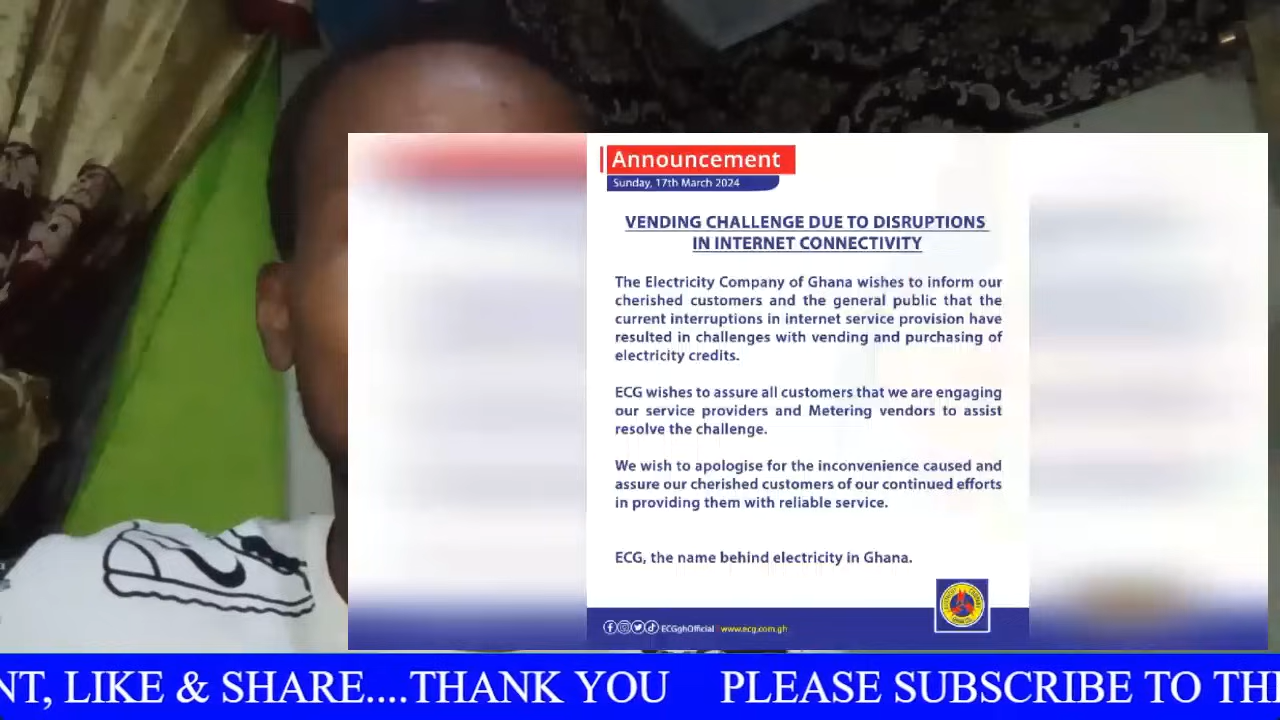 Announcement
Sunday, 17th March 2024
VENDING CHALLENGE DUE TO DISRUPTIONS
IN INTERNET CONNECTIVITY
The Electricity Company of Ghana wishes to inform our
cherished customers and the general public that the
current interruptions in internet service provision have
resulted in challenges with vending and purchasing of
electricity credits.
ECG wishes to assure all customers that we are engaging
our service providers and Metering vendors to assist
resolve the challenge.
We wish to apologise for the inconvenience caused and
assure our cherished customers of our continued efforts
in providing them with reliable service.
ECG, the name behind electricity in Ghana.
ECGghOfficial www.ecg.com.gh
NT, LIKE & SHARE....THANK YOU PLEASE SUBSCRIBE TO THE